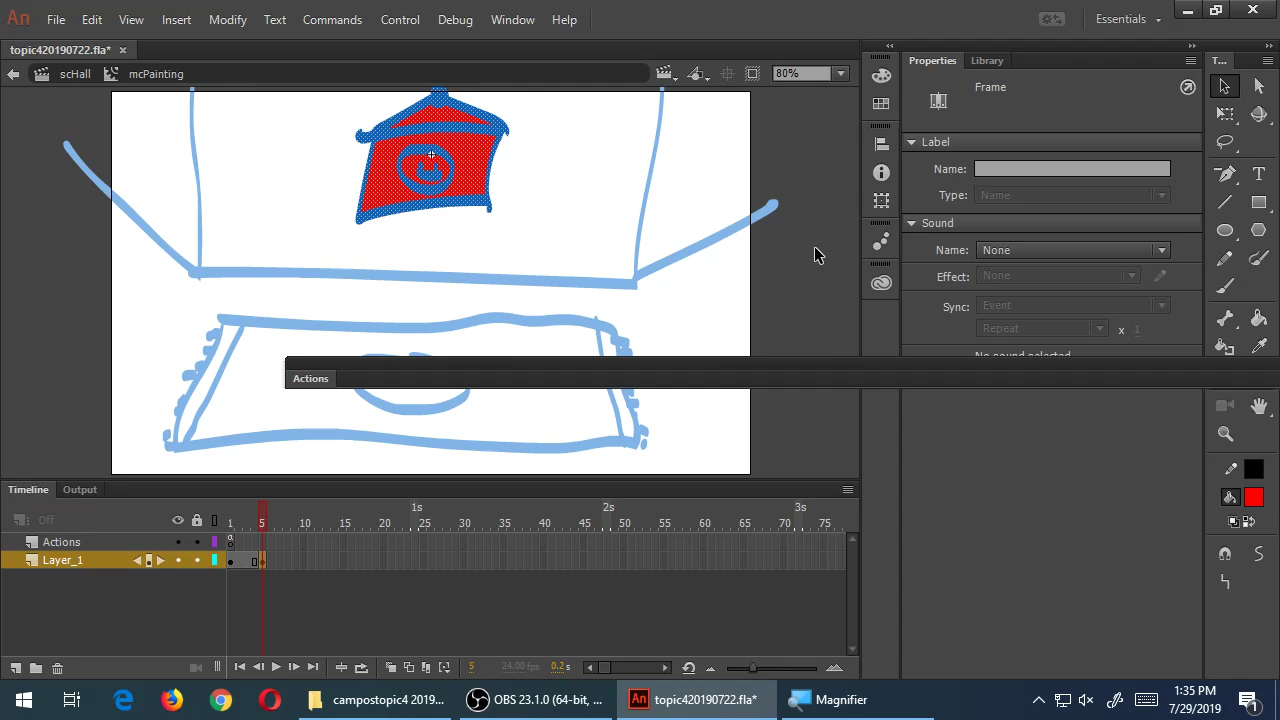 An File Edit View Insert Modify Text Commands Control Debug Window Help Essentials
topic420190722.fla* ×
scHall mcPainting 80%
T...
Properties Library
Frame
Label
Name:
Type: Name
Sound
Name: None
Effect: None
Sync: Event
Repeat x 1
No sound selected
Actions
Timeline Output
Off 1s 2s 3s
1 5 10 15 20 25 30 35 40 45 50 55 60 65 70 75
Actions
Layer_1
5 24.00 fps 0.2 s
campostopic4 2019... OBS 23.1.0 (64-bit, ... An topic420190722.fla* Magnifier
1:35 PM
7/29/2019
1